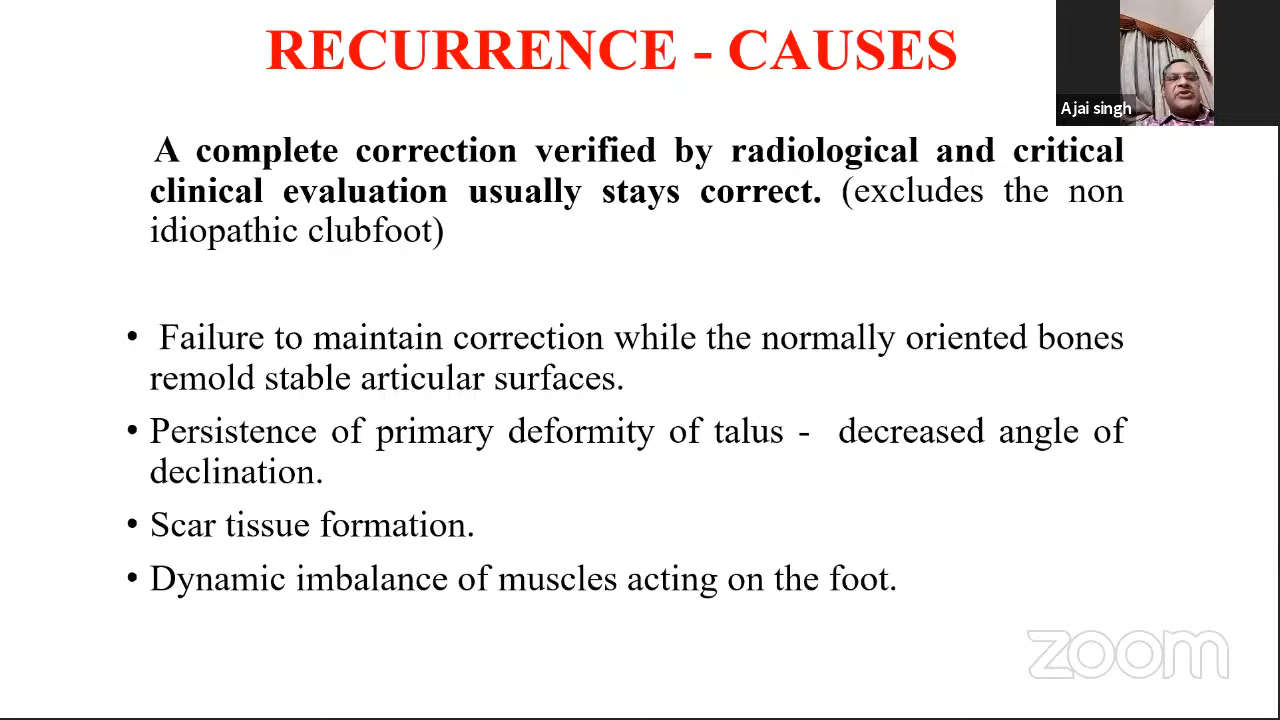 RECURRENCE - CAUSES
Ajai singh
A complete correction verified by radiological and critical
clinical evaluation usually stays correct. (excludes the non
idiopathic clubfoot)
• Failure to maintain correction while the normally oriented bones
remold stable articular surfaces.
• Persistence of primary deformity of talus - decreased angle of
declination.
• Scar tissue formation.
• Dynamic imbalance of muscles acting on the foot.
zoom